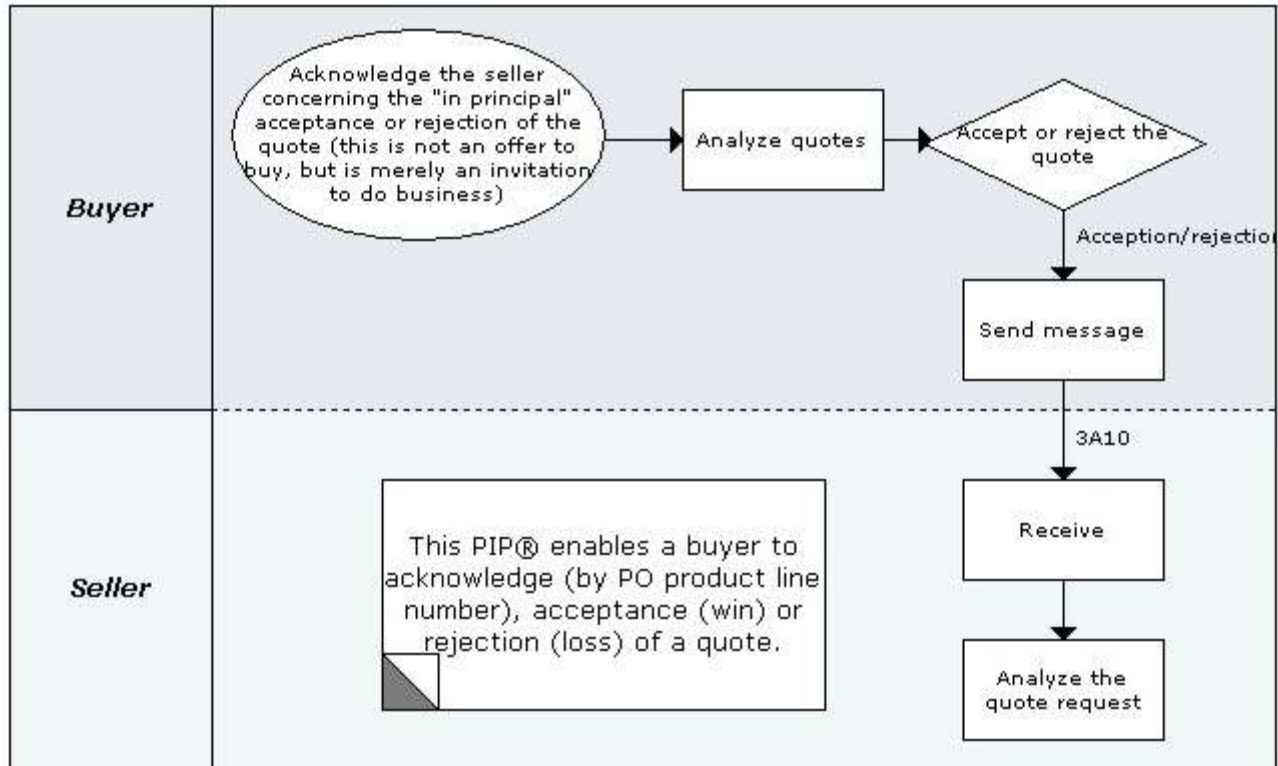 Buyer
Acknowledge the seller
concerning the "in principal"
acceptance or rejection of the
quote (this is not an offer to
buy, but is merely an invitation
to do business)
Analyze quotes
Accept or reject the
quote
Acception/rejection
Send message
3A10
Seller
This PIP® enables a buyer to
acknowledge (by PO product line
number), acceptance (win) or
rejection (loss) of a quote.
Receive
Analyze the
quote request